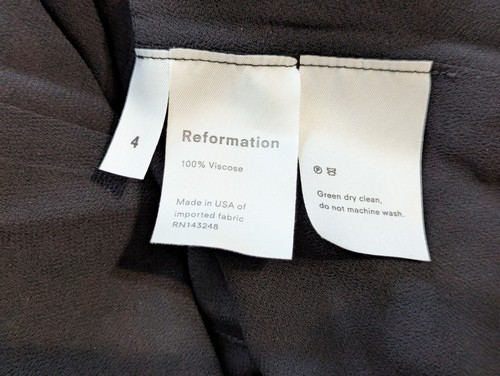 4
Reformation
100% Viscose
Made in USA of
imported fabric
RN143248
Green dry clean,
do not machine wash.